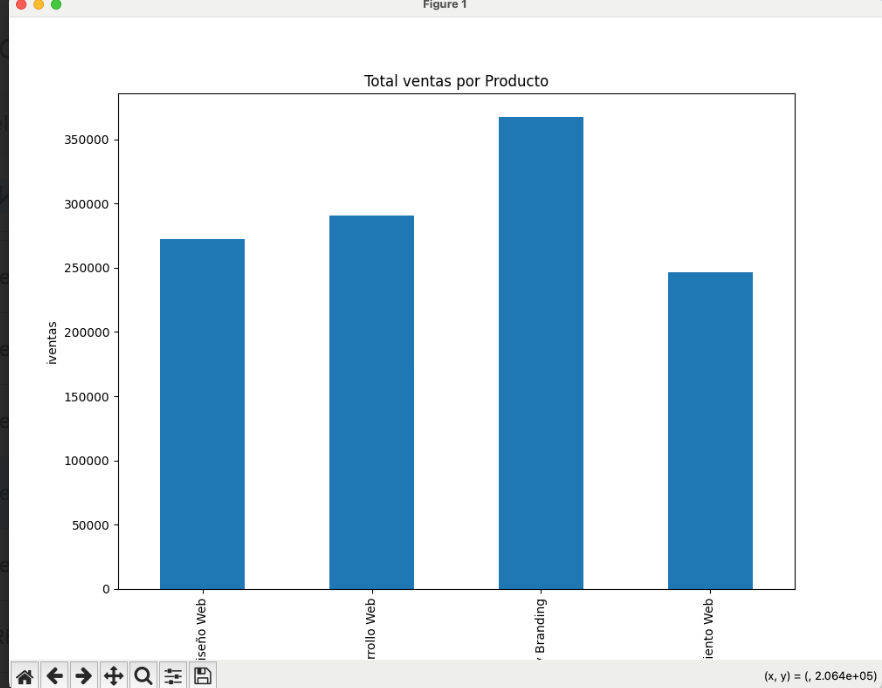 Figure 1
Total ventas por Producto
350000
300000
250000
200000
150000
100000
50000
0
iventas
iseño Web
rrollo Web
y Branding
iento Web
(x, y) = (, 2.064e+05)